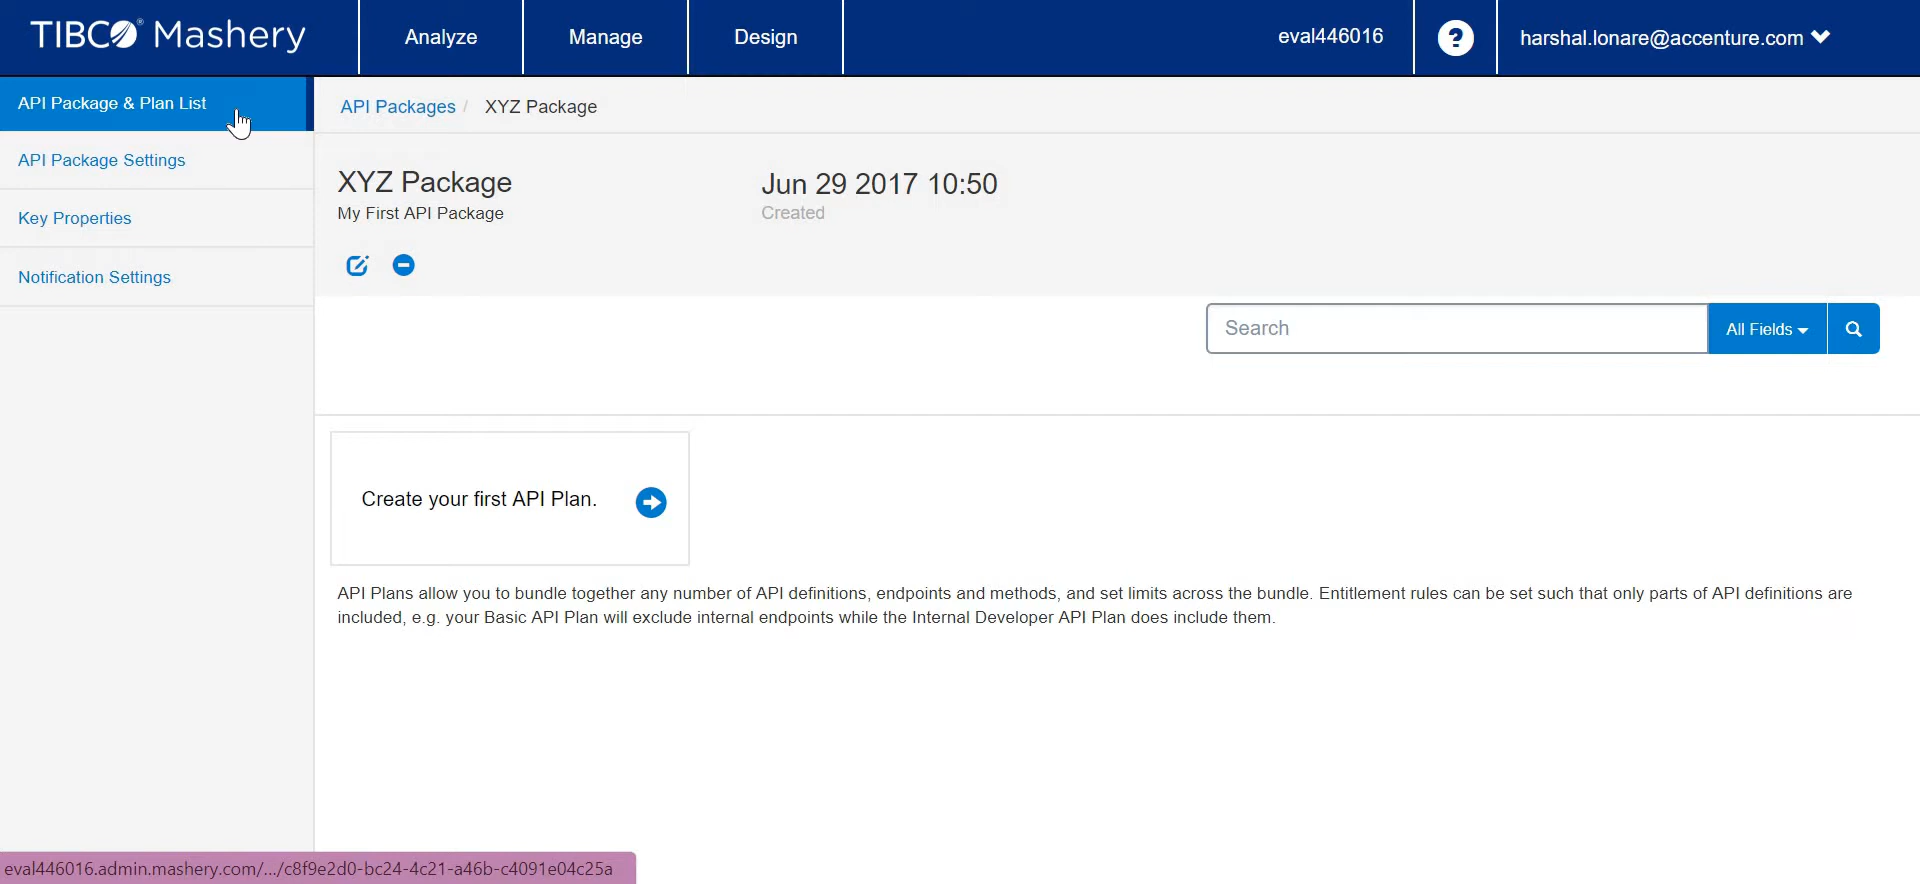 TIBCO® Mashery
Analyze
Manage
Design
eval446016
?
harshal.lonare@accenture.com
API Package & Plan List
API Package Settings
Key Properties
Notification Settings
API Packages / XYZ Package
XYZ Package
My First API Package
Jun 29 2017 10:50
Created
Search
All Fields
Create your first API Plan.
API Plans allow you to bundle together any number of API definitions, endpoints and methods, and set limits across the bundle. Entitlement rules can be set such that only parts of API definitions are
included, e.g. your Basic API Plan will exclude internal endpoints while the Internal Developer API Plan does include them.
eval446016.admin.mashery.com/.../c8f9e2d0-bc24-4c21-a46b-c4091e04c25a